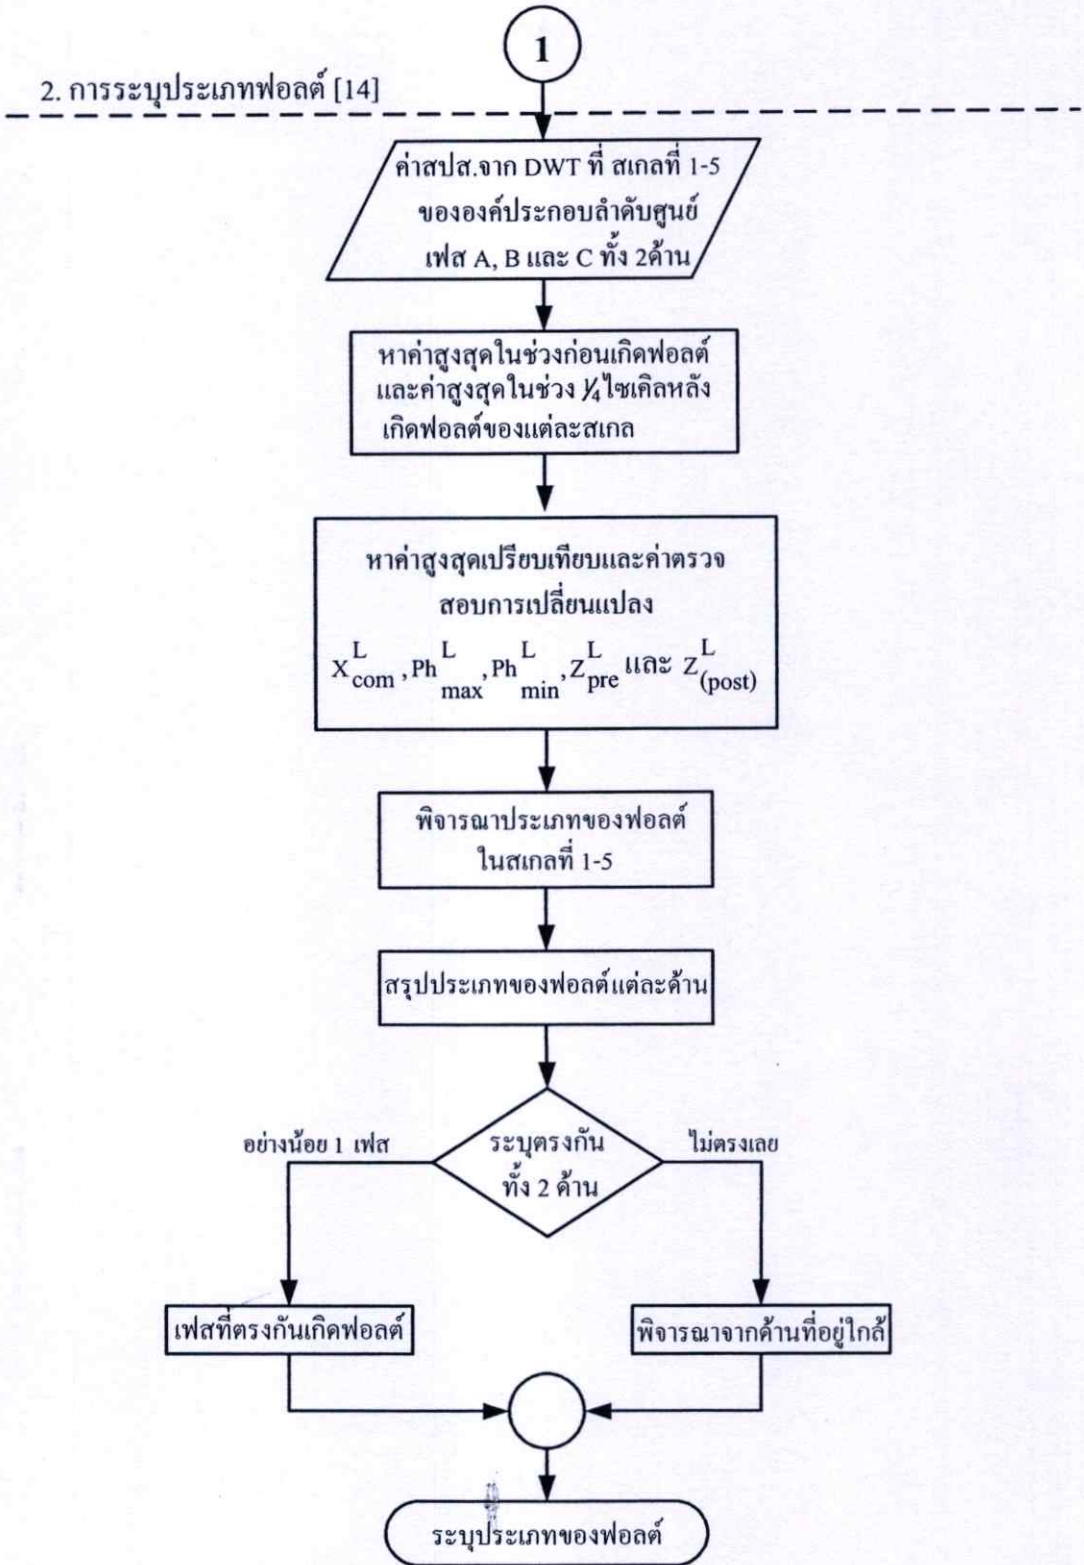 1
2. การระบุประเภทฟอลต์ [14]
ค่าสปส.จาก DWT ที่ สเกลที่ 1-5
ขององค์ประกอบลำดับศูนย์
เฟส A, B และ C ทั้ง 2ด้าน
หาค่าสูงสุดในช่วงก่อนเกิดฟอลต์
และค่าสูงสุดในช่วง 1/4 ไซเคิลหลัง
เกิดฟอลต์ของแต่ละสเกล
หาค่าสูงสุดเปรียบเทียบและค่าตรวจ
สอบการเปลี่ยนแปลง
X^L_com , Ph^L_max, Ph^L_min, Z^L_pre และ Z^L_(post)
พิจารณาประเภทของฟอลต์
ในสเกลที่ 1-5
สรุปประเภทของฟอลต์แต่ละด้าน
ระบุตรงกัน
ทั้ง 2 ด้าน
อย่างน้อย 1 เฟส
ไม่ตรงเลย
เฟสที่ตรงกันเกิดฟอลต์
พิจารณาจากด้านที่อยู่ใกล้
ระบุประเภทของฟอลต์